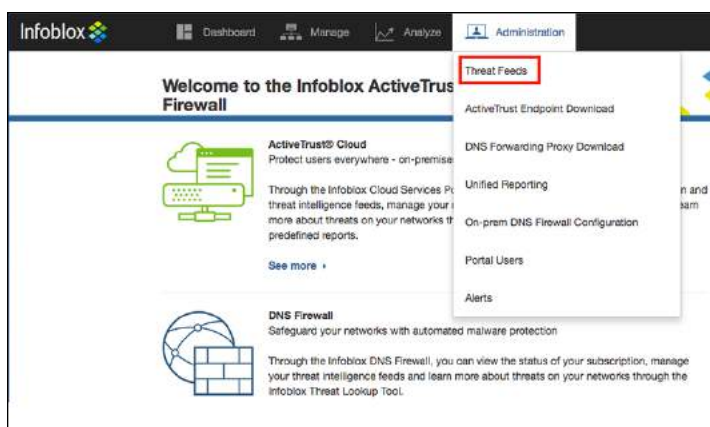 Infoblox
Dashboard
Manage
Analyze
Administration
Welcome to the Infoblox ActiveTrus
Firewall
Threat Feeds
ActiveTrust Endpoint Download
DNS Forwarding Proxy Download
Unified Reporting
On-prem DNS Firewall Configuration
Portal Users
Alerts
ActiveTrust® Cloud
Protect users everywhere - on-premise
Through the Infoblox Cloud Services Po n and
threat intelligence feeds, manage your earn
more about threats on your networks th
predefined reports.
See more
DNS Firewall
Safeguard your networks with automated malware protection
Through the Infoblox DNS Firewall, you can view the status of your subscription, manage
your threat intelligence feeds and learn more about threats on your networks through the
Infoblox Threat Lookup Tool.